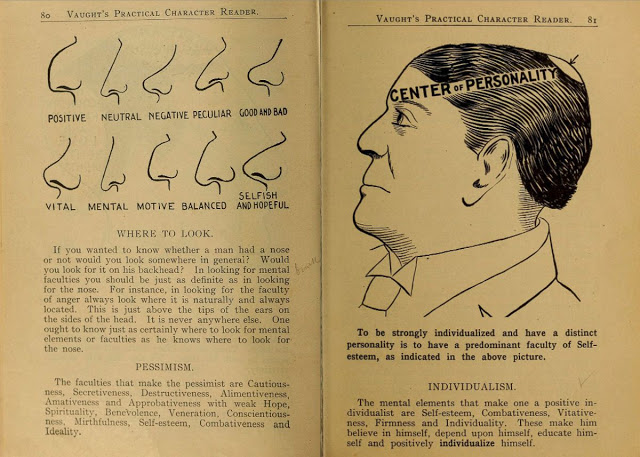 80 VAUGHT'S PRACTICAL CHARACTER READER.
POSITIVE NEUTRAL NEGATIVE PECULIAR GOOD AND BAD
VITAL MENTAL MOTIVE BALANCED SELFISH AND HOPEFUL
WHERE TO LOOK.
If you wanted to know whether a man had a nose
or not would you look somewhere in general? Would
you look for it on his backhead? In looking for mental
faculties you should be just as definite as in looking
for the nose. For instance, in looking for the faculty
of anger always look where it is naturally and always
located. This is just above the tips of the ears on
the sides of the head. It is never anywhere else. One
ought to know just as certainly where to look for mental
elements or faculties as he knows where to look for
the nose.
PESSIMISM.
The faculties that make the pessimist are Cautious-
ness, Secretiveness, Destructiveness, Alimentiveness,
Amativeness and Approbativeness with weak Hope,
Spirituality, Benevolence, Veneration, Conscientious-
ness, Mirthfulness, Self-esteem, Combativeness and
Ideality.
VAUGHT'S PRACTICAL CHARACTER READER. 81
CENTER OF PERSONALITY
To be strongly individualized and have a distinct
personality is to have a predominant faculty of Self-
esteem, as indicated in the above picture.
INDIVIDUALISM.
The mental elements that make one a positive in-
dividualist are Self-esteem, Combativeness, Vitative-
ness, Firmness and Individuality. These make him
believe in himself, depend upon himself, educate him-
self and positively individualize himself.